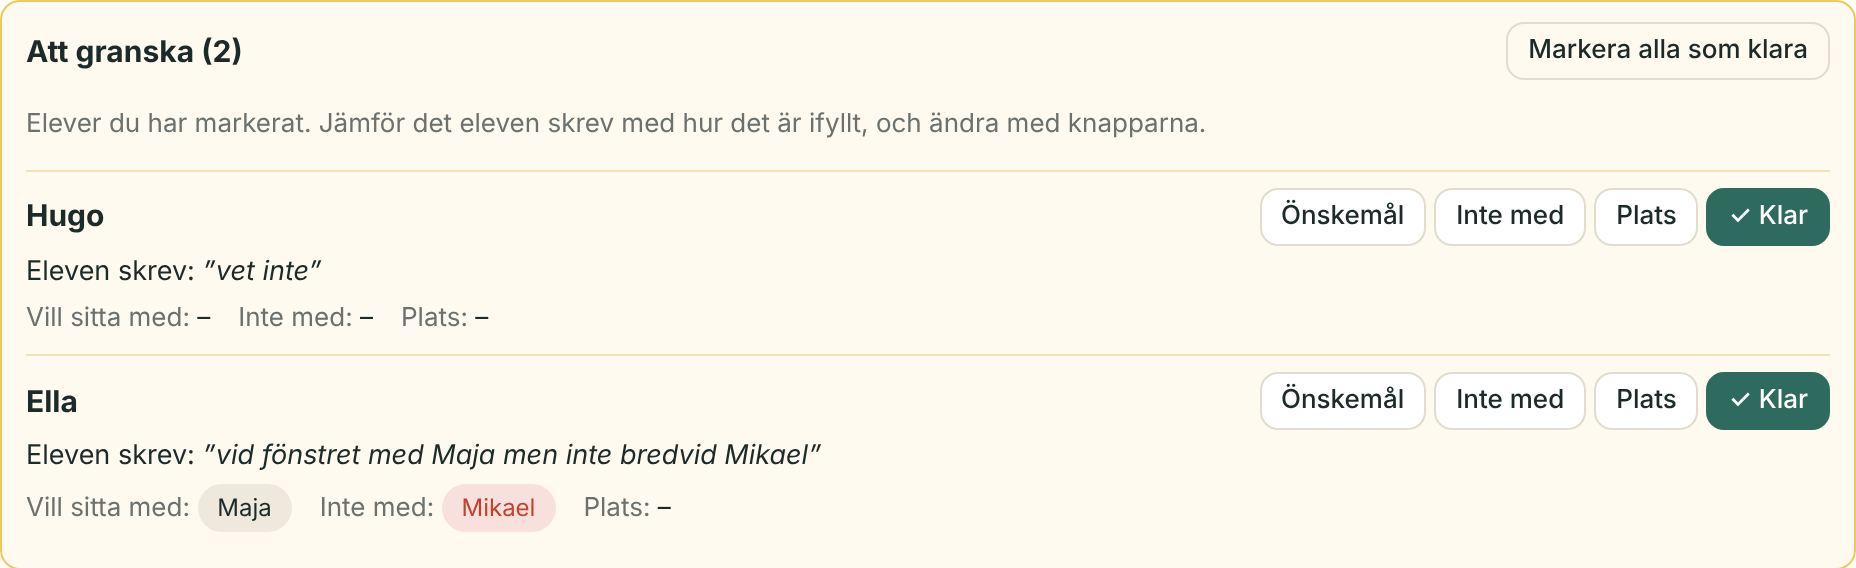 Att granska (2)
Markera alla som klara
Elever du har markerat. Jämför det eleven skrev med hur det är ifyllt, och ändra med knapparna.
Hugo
Önskemål Inte med Plats ✓ Klar
Eleven skrev: ”vet inte”
Vill sitta med: – Inte med: – Plats: –
Ella
Önskemål Inte med Plats ✓ Klar
Eleven skrev: ”vid fönstret med Maja men inte bredvid Mikael”
Vill sitta med: Maja Inte med: Mikael Plats: –